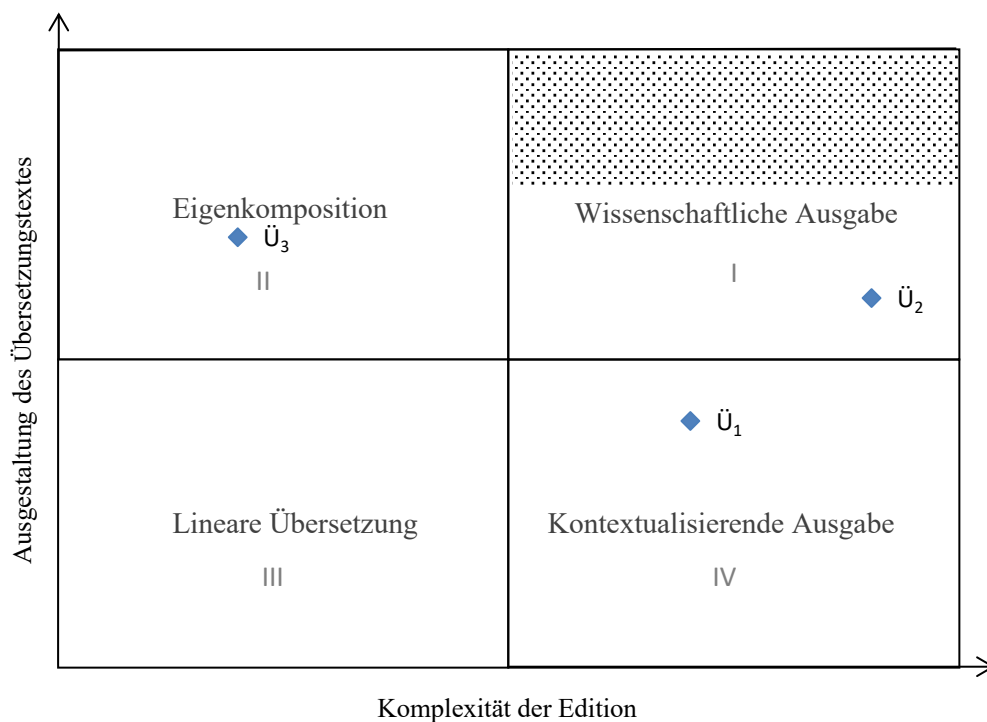 Ausgestaltung des Übersetzungstextes
Eigenkomposition
Ü3
II
Wissenschaftliche Ausgabe
I
Ü2
Lineare Übersetzung
III
Ü1
Kontextualisierende Ausgabe
IV
Komplexität der Edition